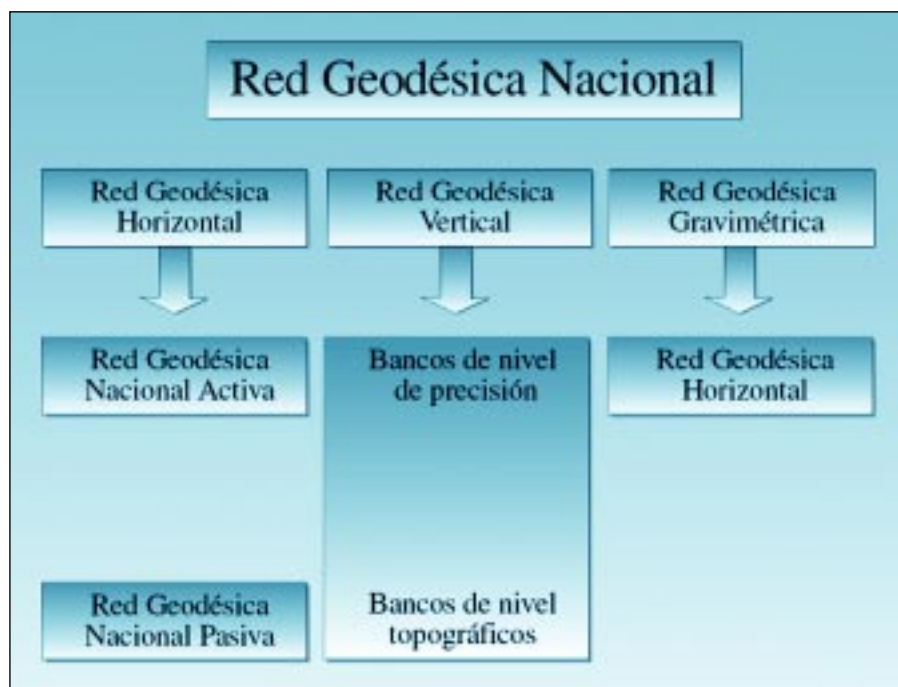 Red Geodésica Nacional
Red Geodésica
Horizontal
Red Geodésica
Vertical
Red Geodésica
Gravimétrica
Red Geodésica
Nacional Activa
Bancos de nivel
de precisión
Red Geodésica
Horizontal
Red Geodésica
Nacional Pasiva
Bancos de nivel
topográficos